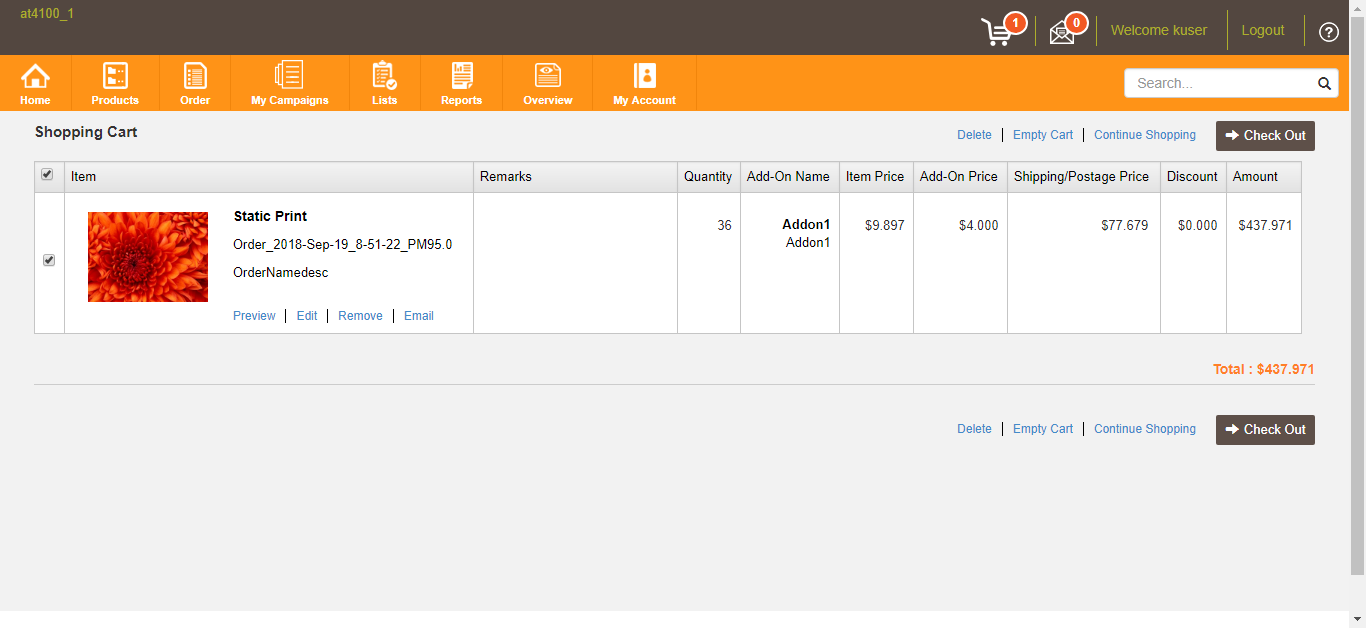 at4100_1
1
0
Welcome kuser
Logout
Home
Products
Order
My Campaigns
Lists
Reports
Overview
My Account
Search...
Shopping Cart
Delete | Empty Cart | Continue Shopping
Check Out
Item Remarks Quantity Add-On Name Item Price Add-On Price Shipping/Postage Price Discount Amount
Static Print
Order_2018-Sep-19_8-51-22_PM95.0
OrderNamedesc
Preview | Edit | Remove | Email
36
Addon1
Addon1
$9.897
$4.000
$77.679
$0.000
$437.971
Total : $437.971
Delete | Empty Cart | Continue Shopping
Check Out